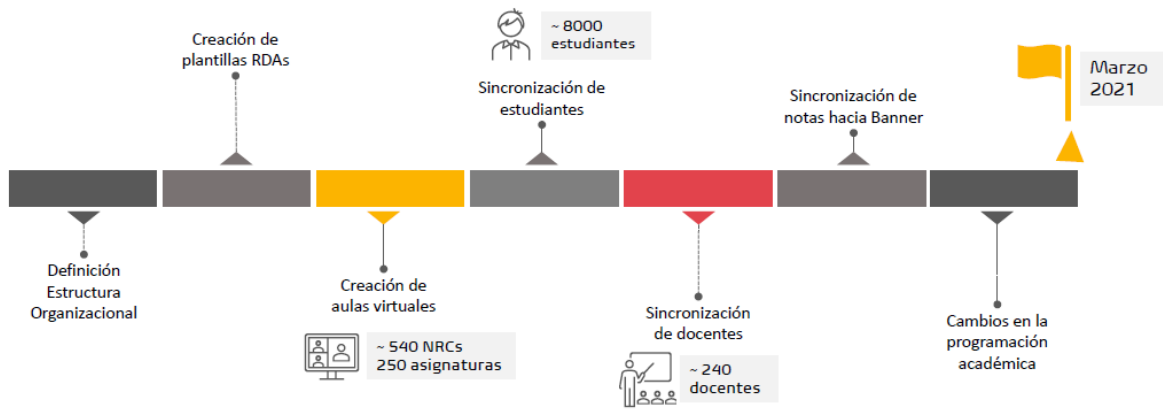 Creación de
plantillas RDAs
~ 8000
estudiantes
Sincronización de
estudiantes
Sincronización de
notas hacia Banner
Marzo
2021
Definición
Estructura
Organizacional
Creación de
aulas virtuales
~ 540 NRCs
250 asignaturas
Sincronización
de docentes
~ 240
docentes
Cambios en la
programación
académica